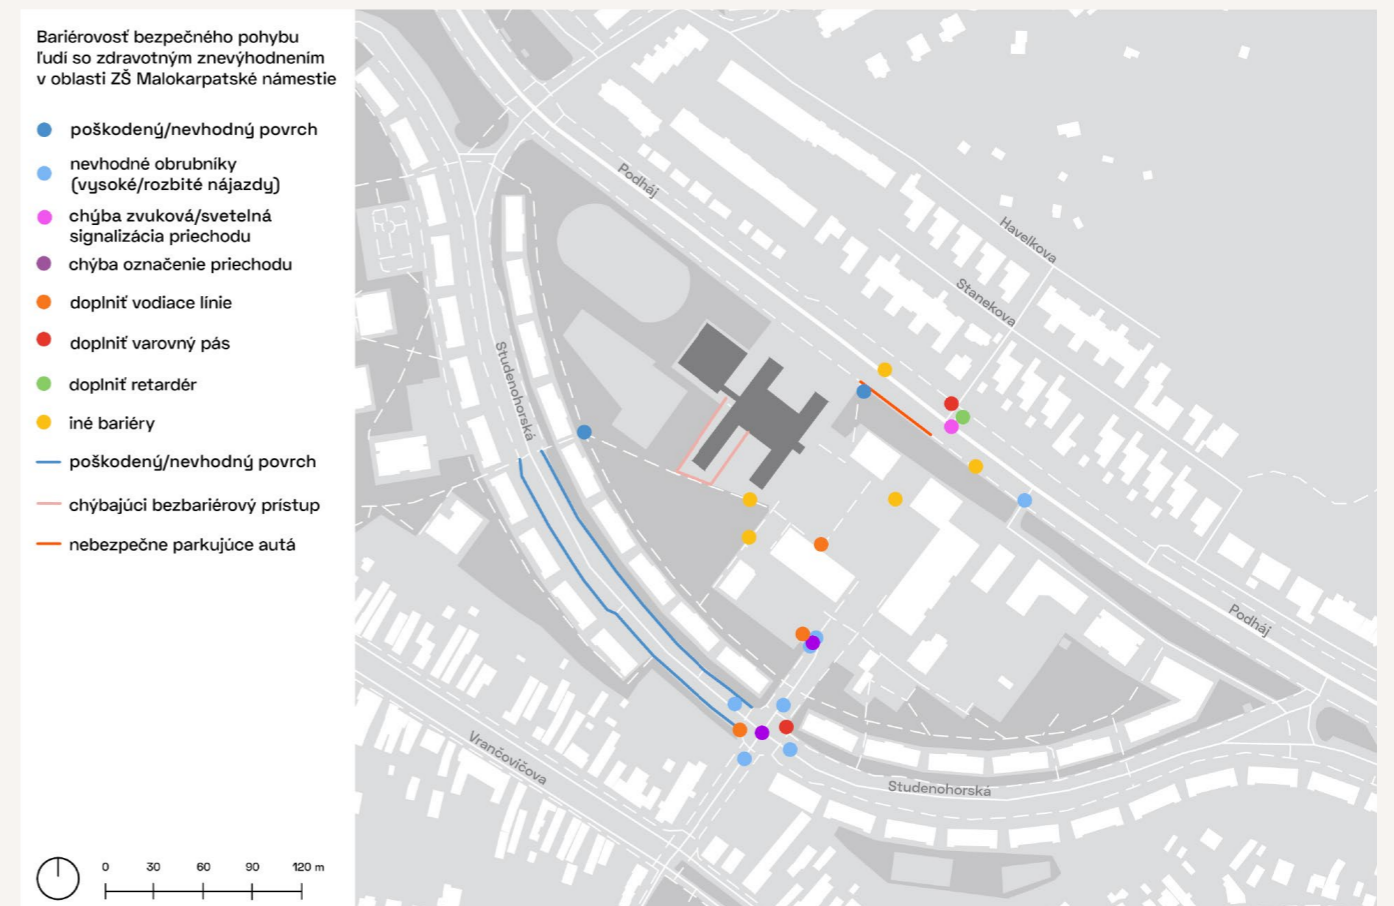 Bariérovosť bezpečného pohybu
ľudí so zdravotným znevýhodnením
v oblasti ZŠ Malokarpatské námestie
poškodený/nevhodný povrch
nevhodné obrubníky
(vysoké/rozbité nájazdy)
chýba zvuková/svetelná
signalizácia priechodu
chýba označenie priechodu
doplniť vodiace línie
doplniť varovný pás
doplniť retardér
iné bariéry
poškodený/nevhodný povrch
chýbajúci bezbariérový prístup
nebezpečne parkujúce autá
0 30 60 90 120 m
Podháj
Havelkova
Stanekova
Studenohorská
Podháj
Vrančovičova
Studenohorská